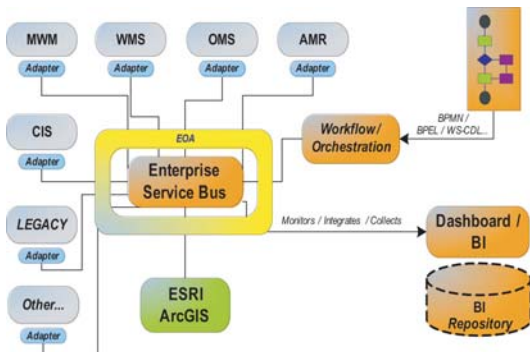 MWM
WMS
OMS
AMR
Adapter
Adapter
Adapter
Adapter
CIS
Adapter
EOA
Enterprise
Service Bus
Workflow/
Orchestration
BPMN /
BPEL / WS-CDL...
LEGACY
Adapter
Monitors / Integrates / Collects
Dashboard /
BI
ESRI
ArcGIS
Other...
Adapter
BI
Repository